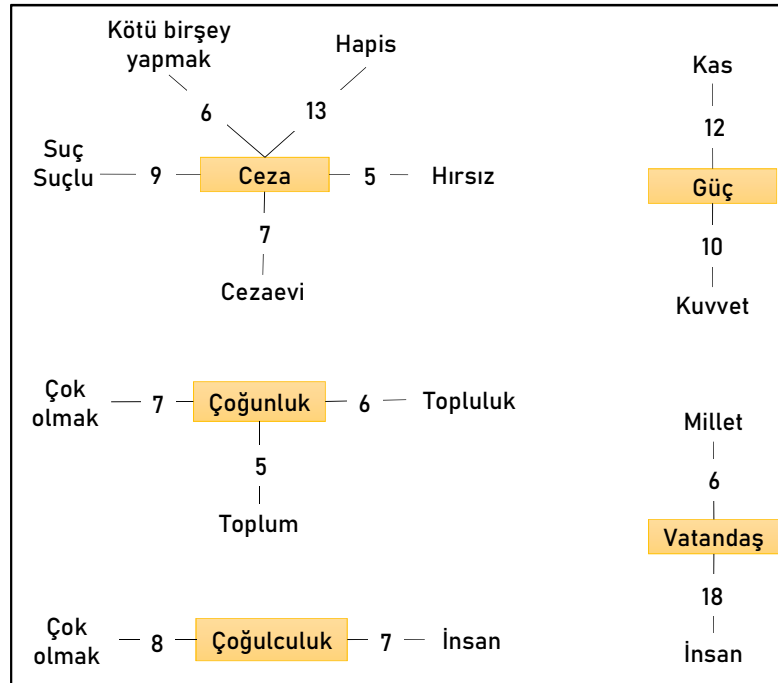 Kötü birşey
yapmak
Hapis
6
13
Suç
Suçlu
9
Ceza
5
Hırsız
7
Cezaevi
Kas
12
Güç
10
Kuvvet
Çok
olmak
7
Çoğunluk
6
Topluluk
5
Toplum
Millet
6
Vatandaş
18
İnsan
Çok
olmak
8
Çoğulculuk
7
İnsan